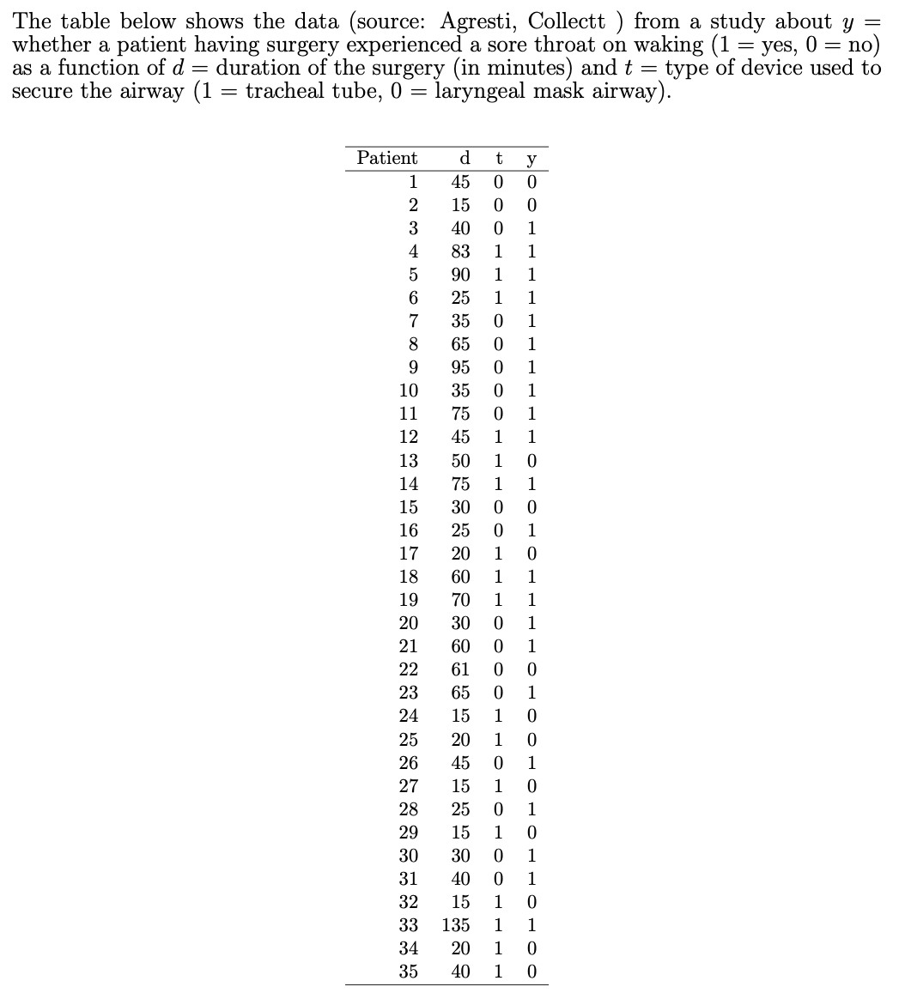 The table below shows the data (source: Agresti, Collectt ) from a study about y =
whether a patient having surgery experienced a sore throat on waking (1 = yes, 0 = no)
as a function of d = duration of the surgery (in minutes) and t = type of device used to
secure the airway (1 = tracheal tube, 0 = laryngeal mask airway).
Patient d t y
1 45 0 0
2 15 0 0
3 40 0 1
4 83 1 1
5 90 1 1
6 25 1 1
7 35 0 1
8 65 0 1
9 95 0 1
10 35 0 1
11 75 0 1
12 45 1 1
13 50 1 0
14 75 1 1
15 30 0 0
16 25 0 1
17 20 1 0
18 60 1 1
19 70 1 1
20 30 0 1
21 60 0 1
22 61 0 0
23 65 0 1
24 15 1 0
25 20 1 0
26 45 0 1
27 15 1 0
28 25 0 1
29 15 1 0
30 30 0 1
31 40 0 1
32 15 1 0
33 135 1 1
34 20 1 0
35 40 1 0